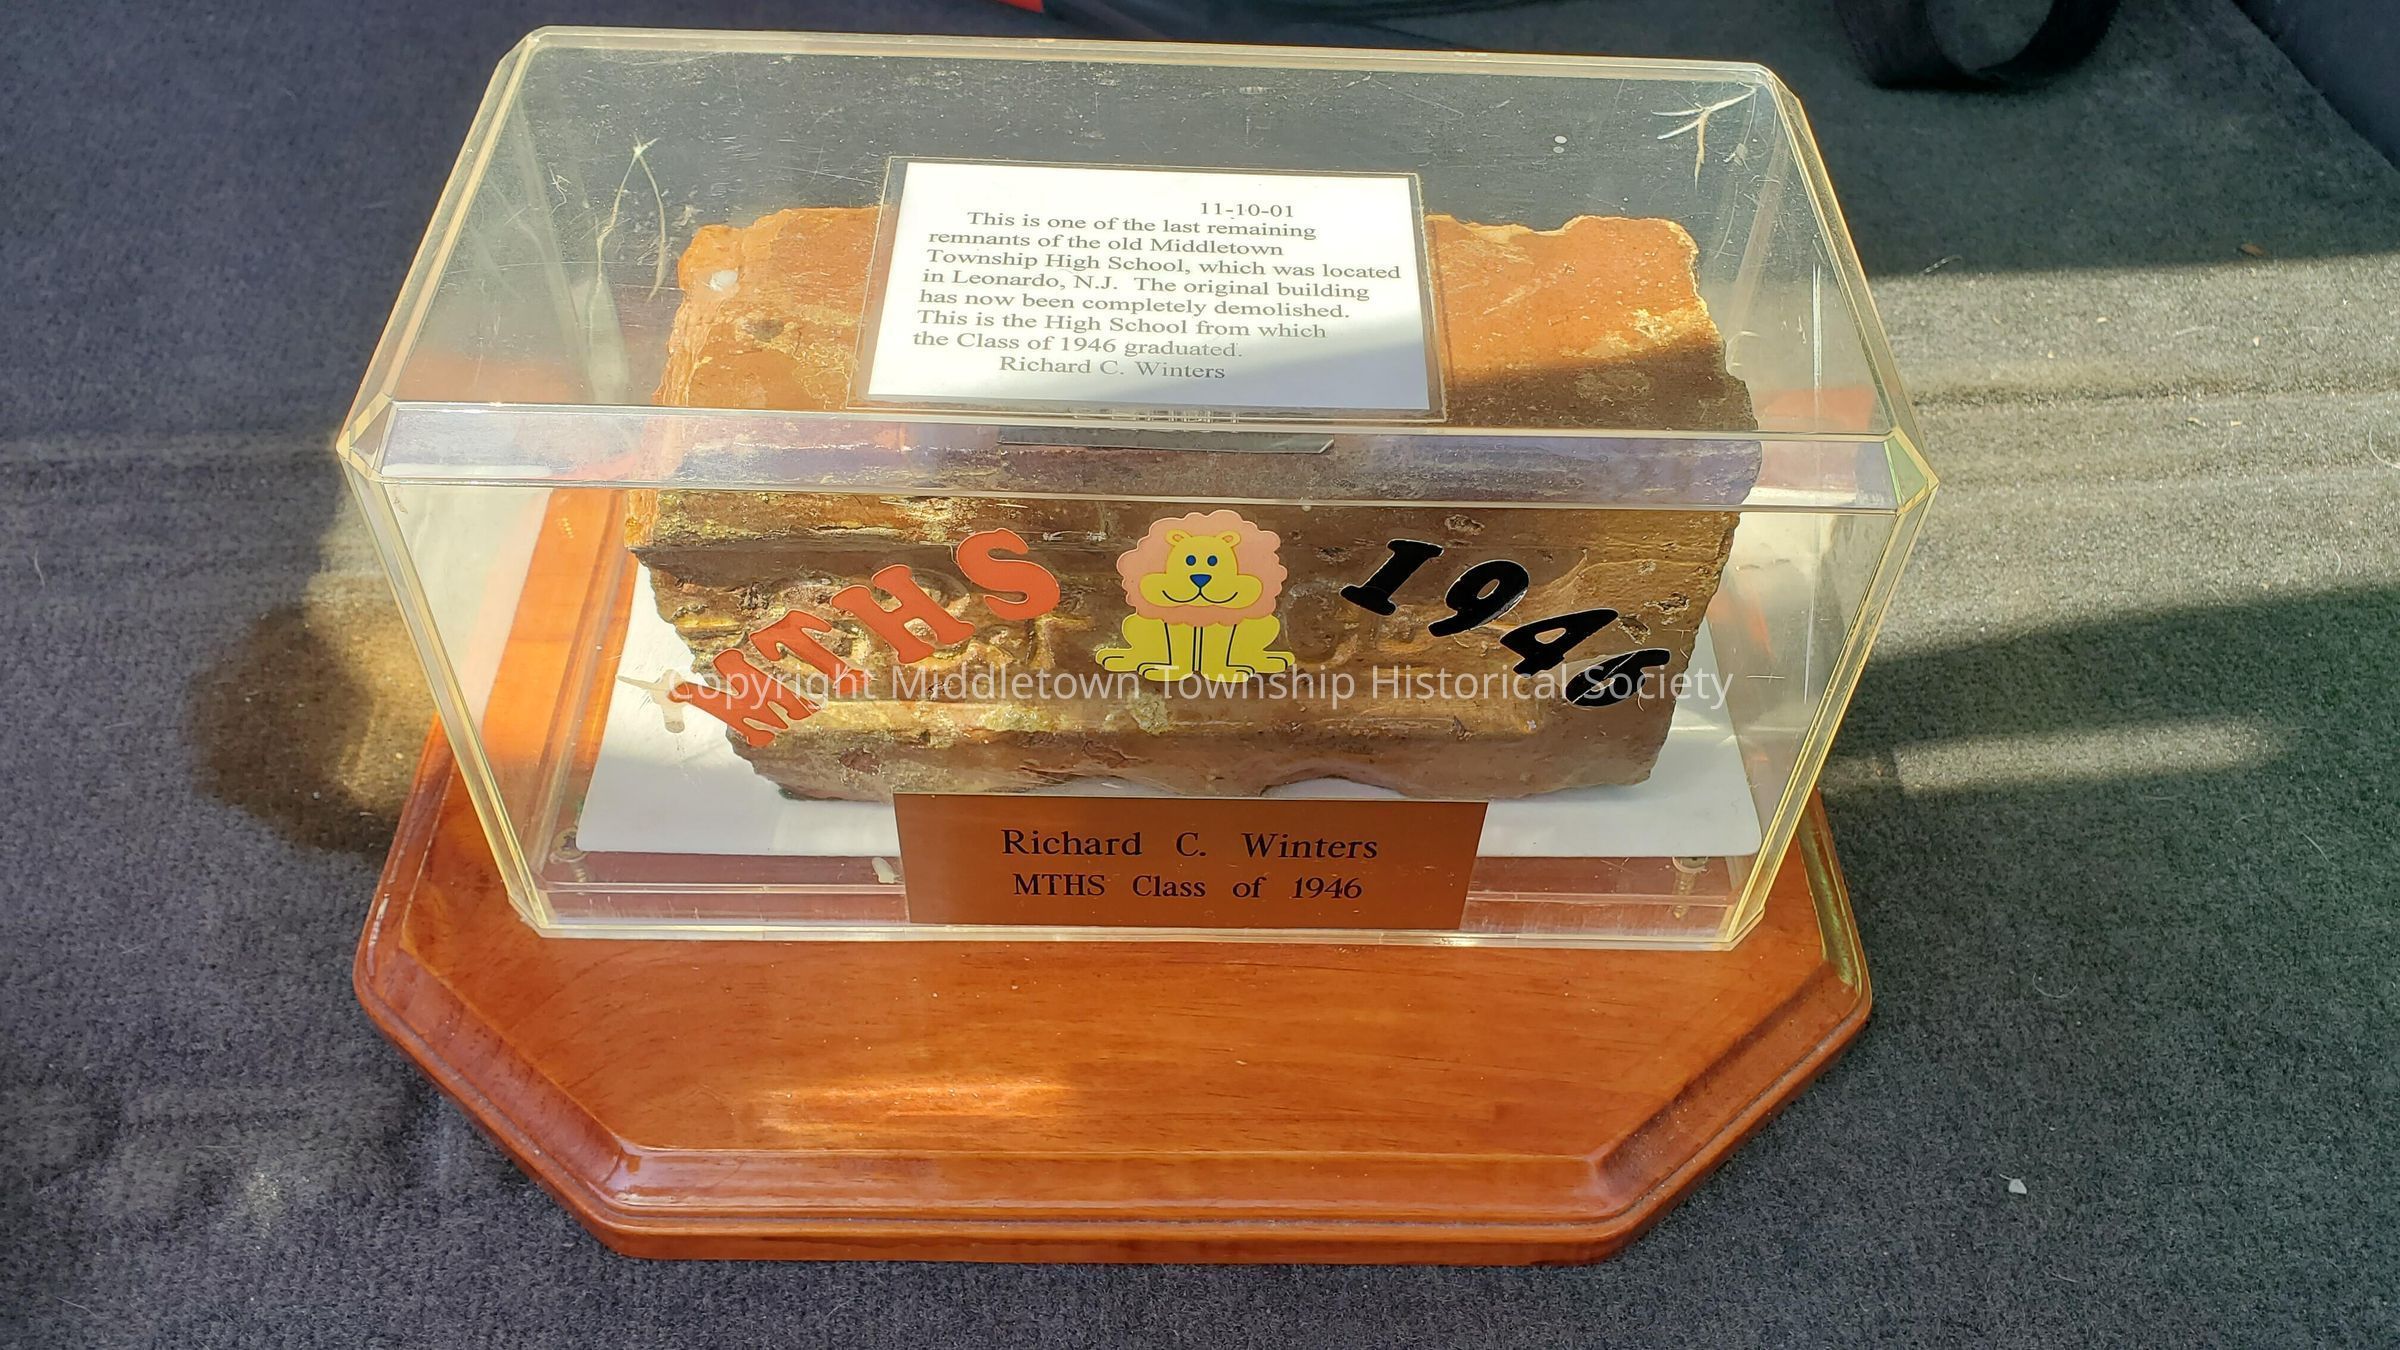 11-10-01
This is one of the last remaining
remnants of the old Middletown
Township High School, which was located
in Leonardo, N.J. The original building
has now been completely demolished.
This is the High School from which
the Class of 1946 graduated.
Richard C. Winters
MTHS 1946
Copyright Middletown Township Historical Society
Richard C. Winters
MTHS Class of 1946